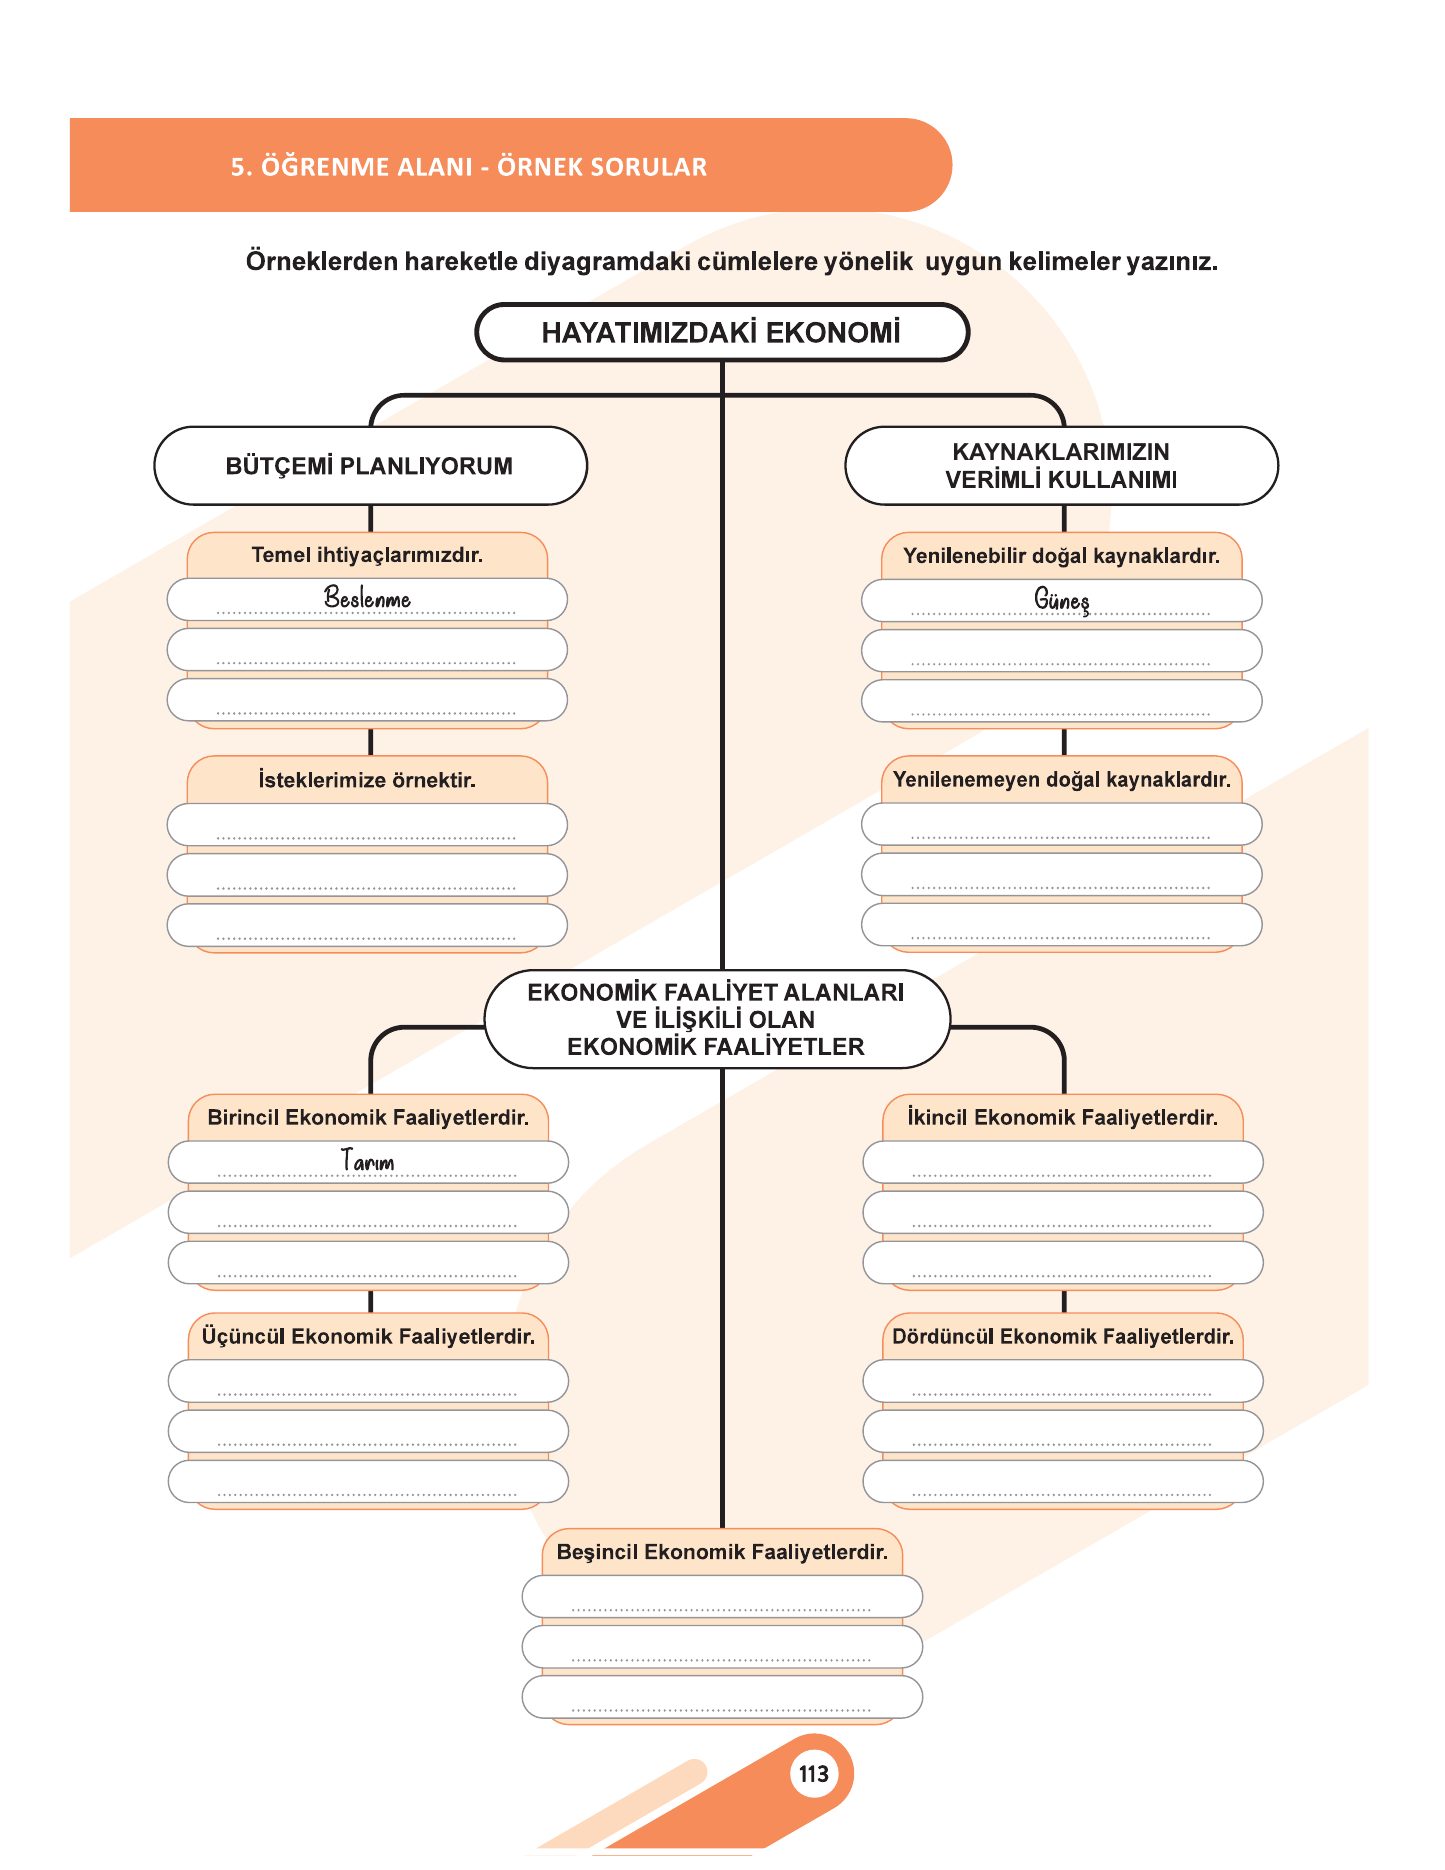 5. ÖĞRENME ALANI - ÖRNEK SORULAR
Örneklerden hareketle diyagramdaki cümlelere yönelik uygun kelimeler yazınız.
HAYATIMIZDAKİ EKONOMİ
BÜTÇEMİ PLANLIYORUM
Temel ihtiyaçlarımızdır.
Beslenme
İsteklerimize örnektir.
KAYNAKLARIMIZIN
VERİMLİ KULLANIMI
Yenilenebilir doğal kaynaklardır.
Güneş
Yenilenemeyen doğal kaynaklardır.
EKONOMİK FAALİYET ALANLARI
VE İLİŞKİLİ OLAN
EKONOMİK FAALİYETLER
Birincil Ekonomik Faaliyetlerdir.
Tarım
İkincil Ekonomik Faaliyetlerdir.
Üçüncül Ekonomik Faaliyetlerdir.
Dördüncül Ekonomik Faaliyetlerdir.
Beşincil Ekonomik Faaliyetlerdir.
113